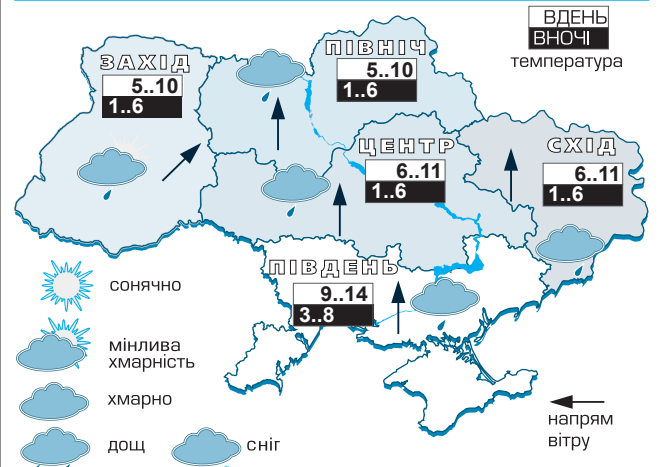 ВДЕНЬ
ВНОЧІ
температура
ЗАХІД
5..10
1..6
ПІВНІЧ
5..10
1..6
ЦЕНТР
6..11
1..6
СХІД
6..11
1..6
ПІВДЕНЬ
9..14
3..8
сонячно
мінлива
хмарність
хмарно
дощ
сніг
напрям
вітру